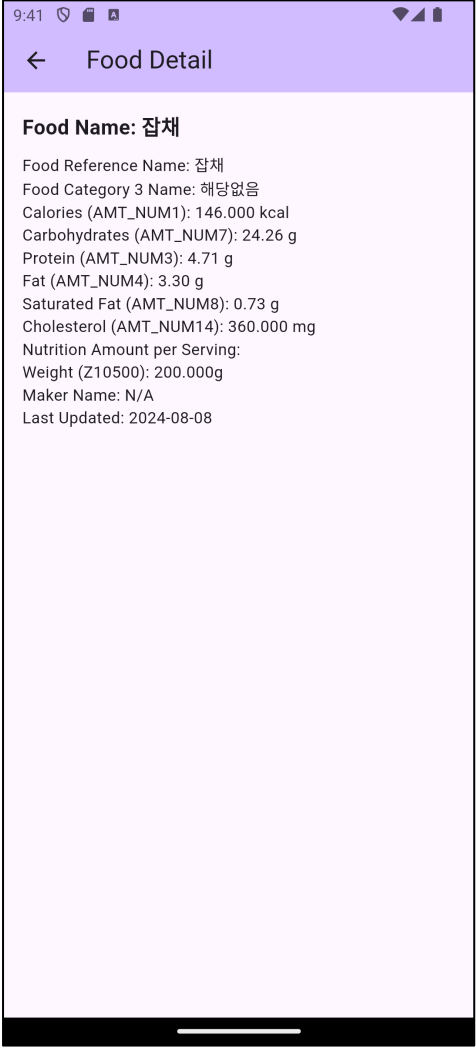 9:41
Food Detail
Food Name: 잡채
Food Reference Name: 잡채
Food Category 3 Name: 해당없음
Calories (AMT_NUM1): 146.000 kcal
Carbohydrates (AMT_NUM7): 24.26 g
Protein (AMT_NUM3): 4.71 g
Fat (AMT_NUM4): 3.30 g
Saturated Fat (AMT_NUM8): 0.73 g
Cholesterol (AMT_NUM14): 360.000 mg
Nutrition Amount per Serving:
Weight (Z10500): 200.000g
Maker Name: N/A
Last Updated: 2024-08-08